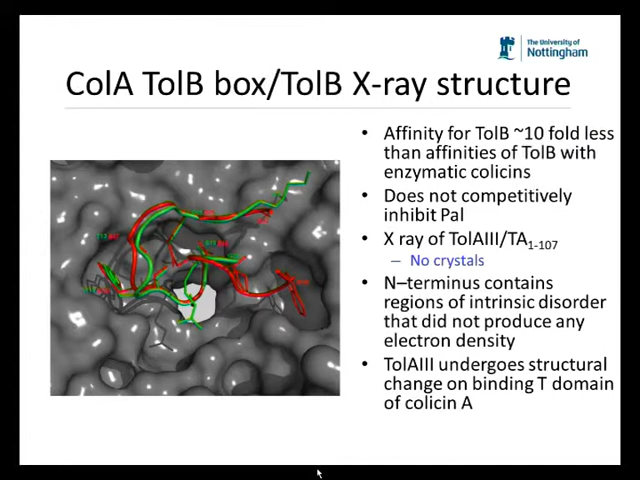 The University of
Nottingham
ColA TolB box/TolB X-ray structure
• Affinity for TolB ~10 fold less
than affinities of TolB with
enzymatic colicins
• Does not competitively
inhibit Pal
• X ray of TolAIII/TA1-107
– No crystals
• N–terminus contains
regions of intrinsic disorder
that did not produce any
electron density
• TolAIII undergoes structural
change on binding T domain
of colicin A